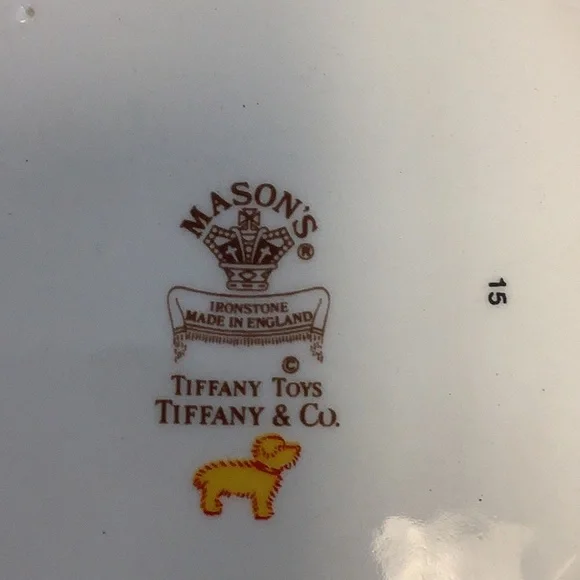 MASON'S®
IRONSTONE
MADE IN ENGLAND
©
TIFFANY TOYS
TIFFANY & CO.
15